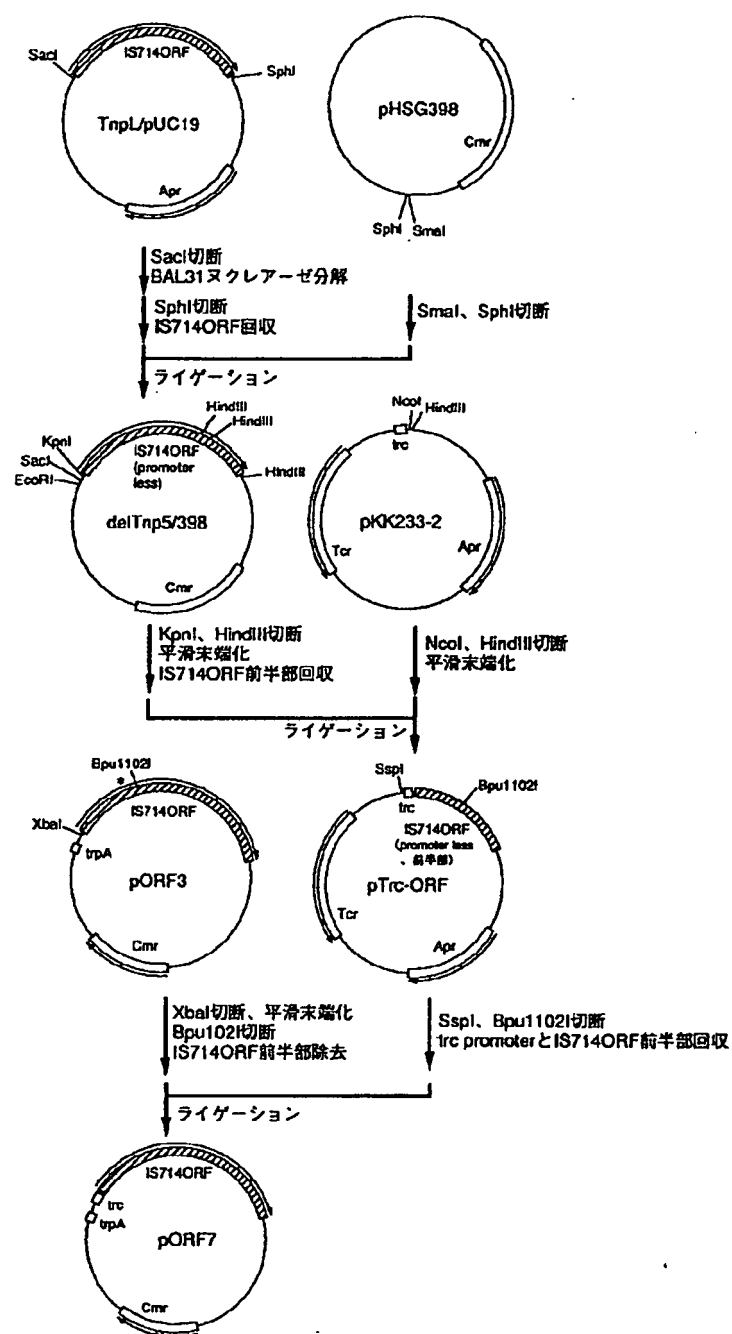 SacI
IS714ORF
SphI
TnpL/pUC19
Apr
pHSG398
Cmr
SphI SmaI
SacI切断
BAL31ヌクレアーゼ分解
SphI切断
IS714ORF回収
SmaI、SphI切断
ライゲーション
HindIII
HindIII
KpnI
SacI
EcoRI
IS714ORF
(promoter
less)
HindIII
delTnp5/398
Cmr
NcoI
HindIII
trc
pKK233-2
Tcr
Apr
KpnI、HindIII切断
平滑末端化
IS714ORF前半部回収
NcoI、HindIII切断
平滑末端化
ライゲーション
Bpu1102I
*
IS714ORF
XbaI
trpA
pORF3
Cmr
SspI
Bpu1102I
trc
IS714ORF
(promoter less
、前半部)
pTrc-ORF
Tcr
Apr
XbaI切断、平滑末端化
Bpu102I切断
IS714ORF前半部除去
SspI、Bpu1102I切断
trc promoterとIS714ORF前半部回収
ライゲーション
IS714ORF
trc
trpA
pORF7
Cmr